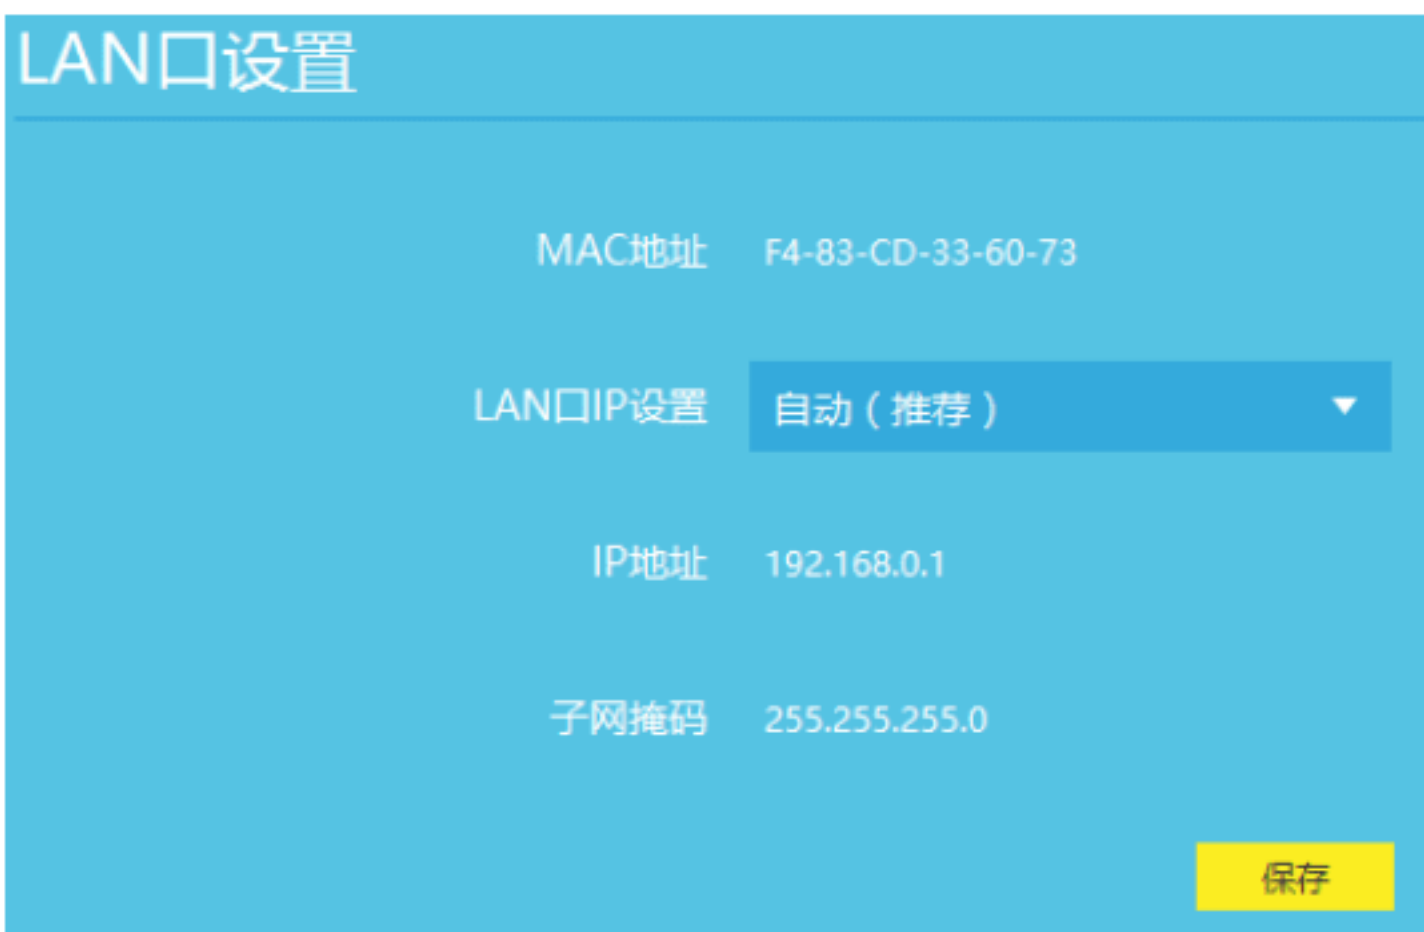 LAN口设置
MAC地址 F4-83-CD-33-60-73
LAN口IP设置 自动（推荐）
IP地址 192.168.0.1
子网掩码 255.255.255.0
保存